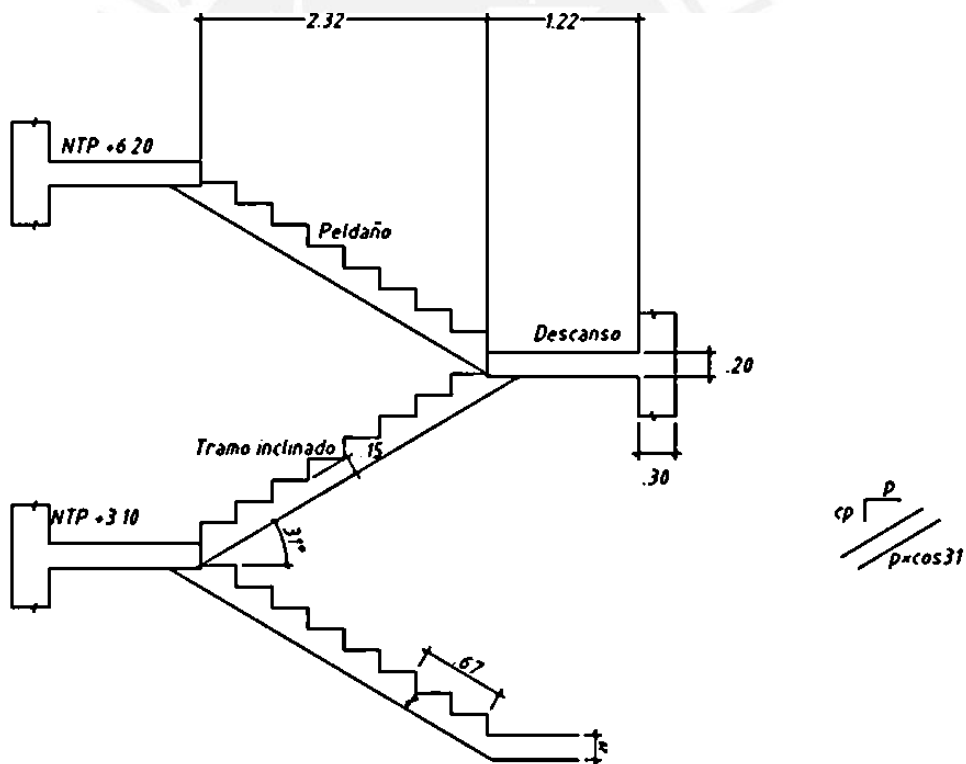 2.32
1.22
NTP +6 20
Peldaño
Descanso
.20
Tramo inclinado
.15
.30
NTP +3 10
31°
P
cp
p×cos31
.67